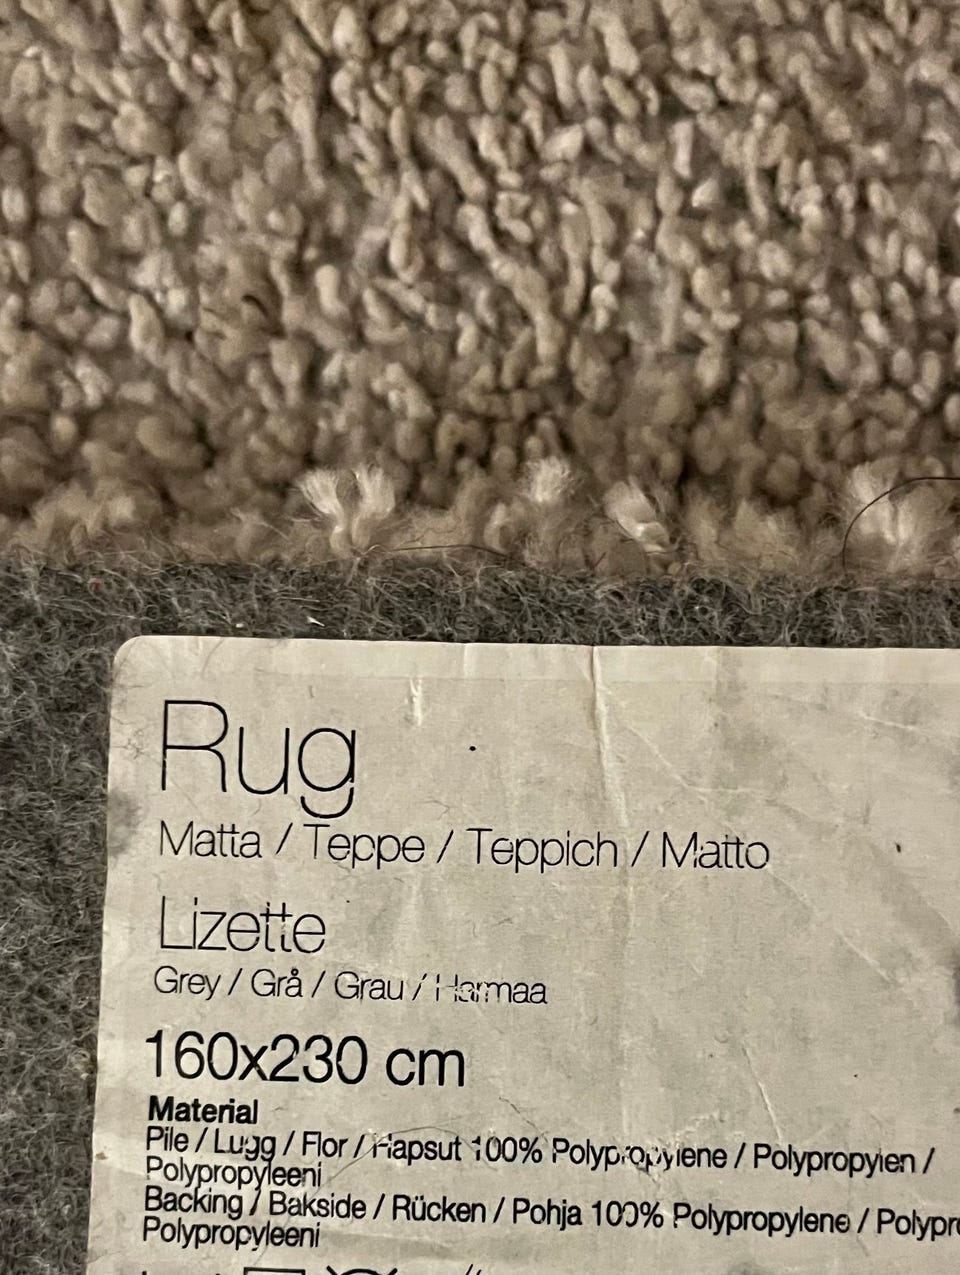 Rug
Matta / Teppe / Teppich / Matto
Lizette
Grey / Grå / Grau / Harmaa
160x230 cm
Material
Pile / Lugg / Flor / Hapsut 100% Polypropylene / Polypropylen /
Polypropyleeni
Backing / Bakside / Rücken / Pohja 100% Polypropylene /
Polypropyleeni